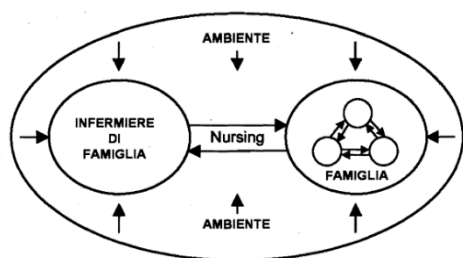 AMBIENTE
INFERMIERE
DI
FAMIGLIA
Nursing
FAMIGLIA
AMBIENTE